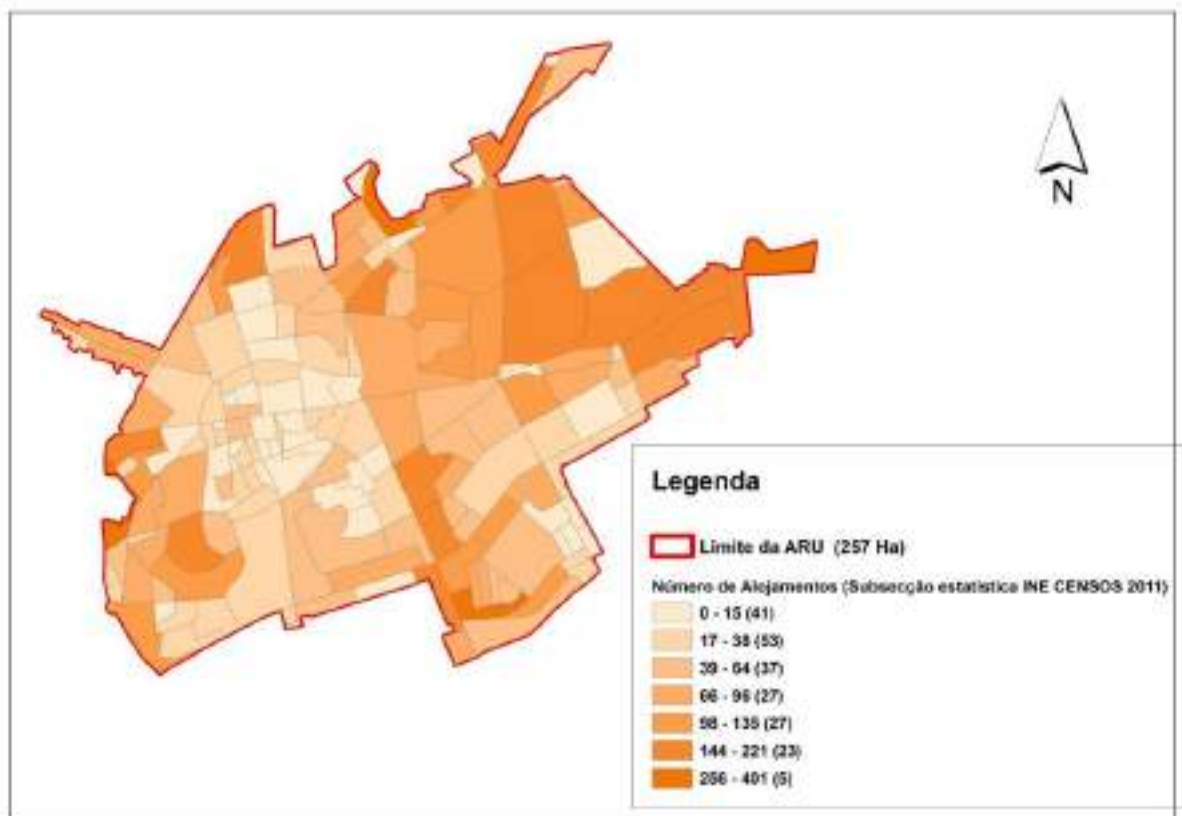 N
Legenda
Limite da ARU (257 Ha)
Número de Alojamentos (Subsecção estatística INE CENSOS 2011)
0 - 15 (41)
17 - 38 (53)
39 - 64 (37)
66 - 96 (27)
98 - 135 (27)
144 - 221 (23)
256 - 401 (5)